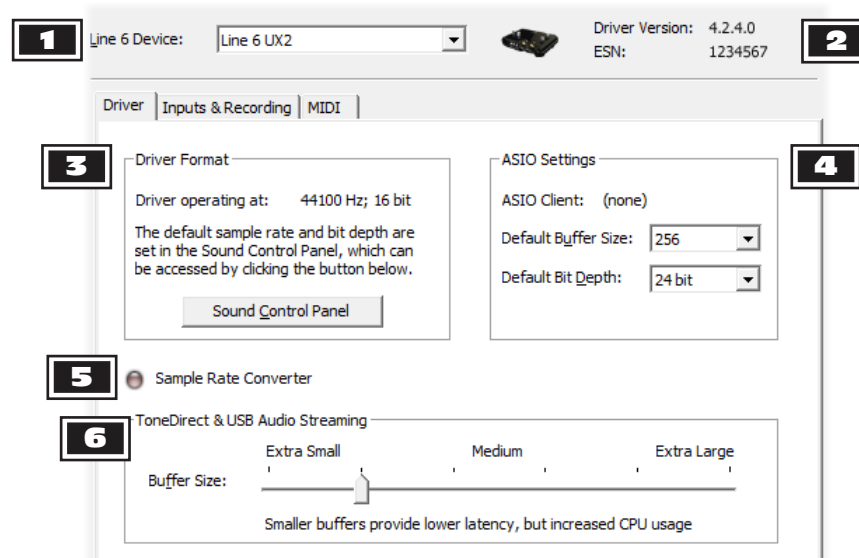 1
Line 6 Device:
Line 6 UX2
Driver Version: 4.2.4.0
ESN: 1234567
2
Driver
Inputs & Recording
MIDI
3
Driver Format
Driver operating at: 44100 Hz; 16 bit
The default sample rate and bit depth are
set in the Sound Control Panel, which can
be accessed by clicking the button below.
Sound Control Panel
ASIO Settings
4
ASIO Client: (none)
Default Buffer Size: 256
Default Bit Depth: 24 bit
5
Sample Rate Converter
6
ToneDirect & USB Audio Streaming
Extra Small
Medium
Extra Large
Buffer Size:
Smaller buffers provide lower latency, but increased CPU usage